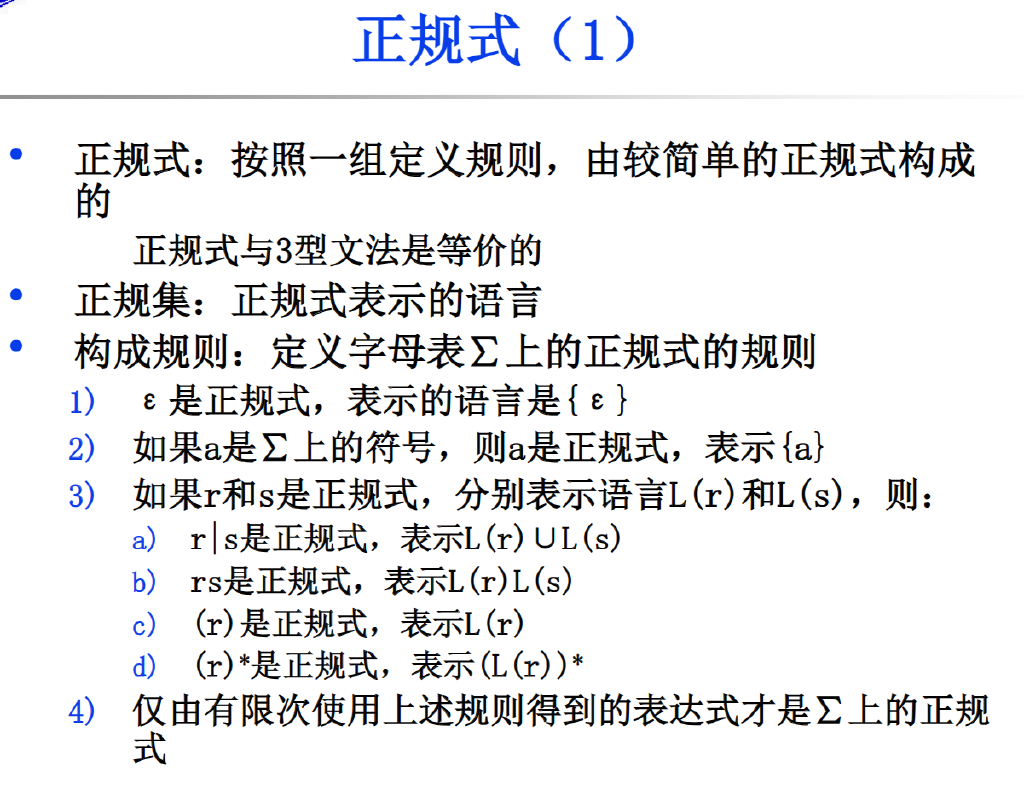 正规式（1）
• 正规式：按照一组定义规则，由较简单的正规式构成
的
正规式与3型文法是等价的
• 正规集：正规式表示的语言
• 构成规则：定义字母表∑上的正规式的规则
1) ε是正规式，表示的语言是{ε}
2) 如果a是∑上的符号，则a是正规式，表示{a}
3) 如果r和s是正规式，分别表示语言L(r)和L(s)，则：
a) r|s是正规式，表示L(r)∪L(s)
b) rs是正规式，表示L(r)L(s)
c) (r)是正规式，表示L(r)
d) (r)*是正规式，表示(L(r))*
4) 仅由有限次使用上述规则得到的表达式才是∑上的正规
式